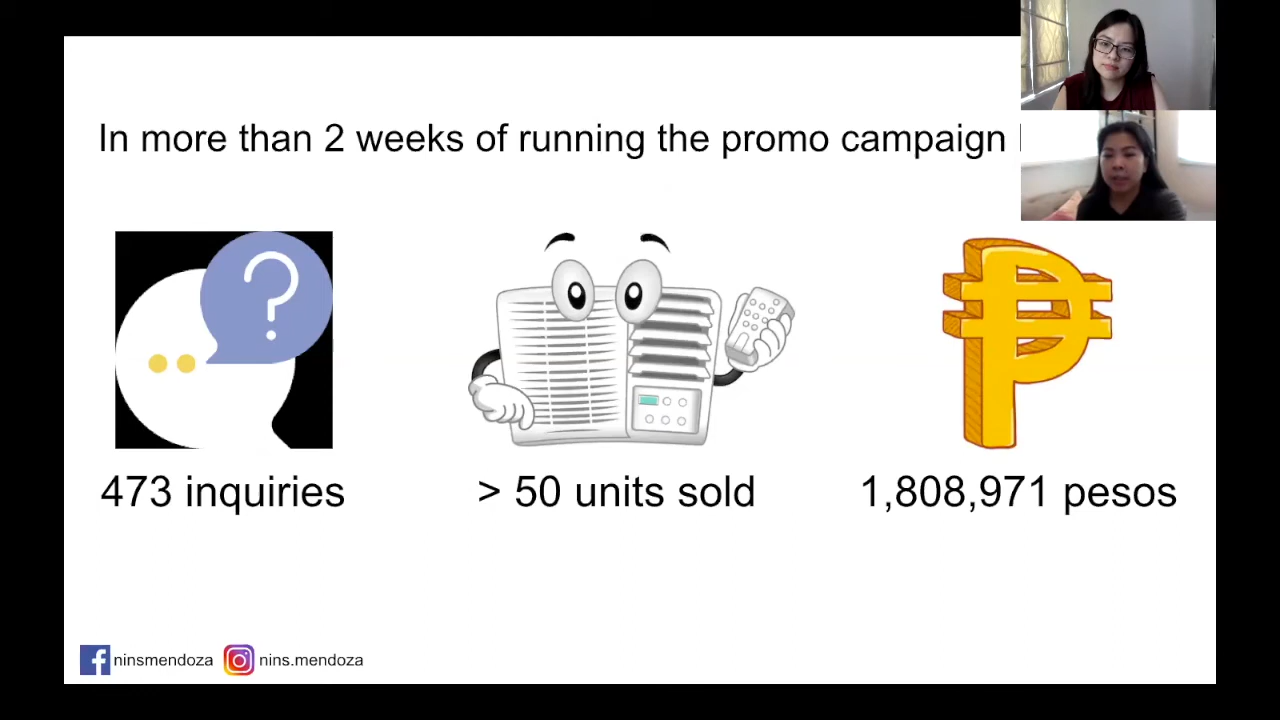 In more than 2 weeks of running the promo campaign
473 inquiries
> 50 units sold
1,808,971 pesos
ninsmendoza
nins.mendoza